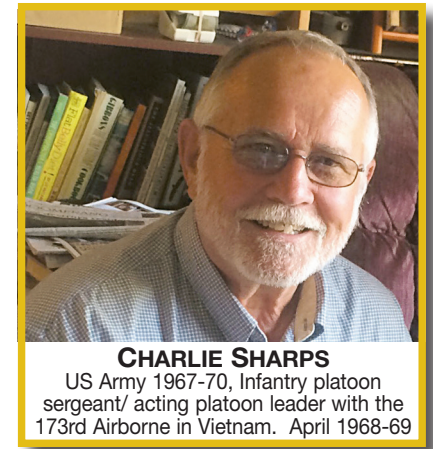 CHARLIE SHARPS
US Army 1967-70, Infantry platoon
sergeant/ acting platoon leader with the
173rd Airborne in Vietnam.  April 1968-69